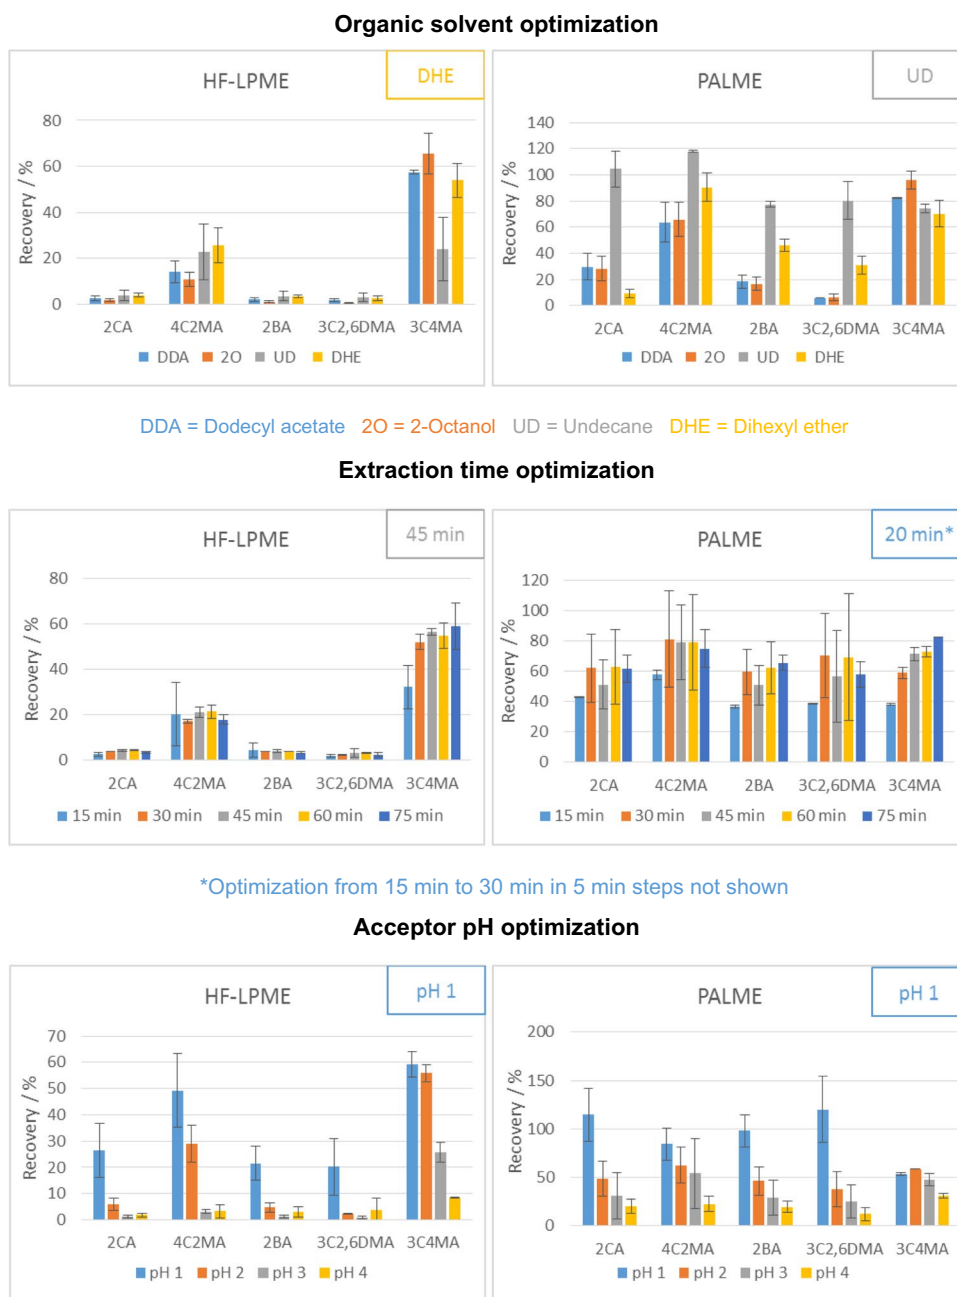 Organic solvent optimization
HF-LPME
DHE
Recovery / %
80
60
40
20
0
2CA 4C2MA 2BA 3C2,6DMA 3C4MA
DDA 2O UD DHE
PALME
UD
Recovery / %
140
120
100
80
60
40
20
0
2CA 4C2MA 2BA 3C2,6DMA 3C4MA
DDA 2O UD DHE
DDA = Dodecyl acetate 2O = 2-Octanol UD = Undecane DHE = Dihexyl ether
Extraction time optimization
HF-LPME
45 min
Recovery / %
80
60
40
20
0
2CA 4C2MA 2BA 3C2,6DMA 3C4MA
15 min 30 min 45 min 60 min 75 min
PALME
20 min*
Recovery / %
120
100
80
60
40
20
0
2CA 4C2MA 2BA 3C2,6DMA 3C4MA
15 min 30 min 45 min 60 min 75 min
*Optimization from 15 min to 30 min in 5 min steps not shown
Acceptor pH optimization
HF-LPME
pH 1
Recovery / %
70
60
50
40
30
20
10
0
2CA 4C2MA 2BA 3C2,6DMA 3C4MA
pH 1 pH 2 pH 3 pH 4
PALME
pH 1
Recovery / %
200
150
100
50
0
2CA 4C2MA 2BA 3C2,6DMA 3C4MA
pH 1 pH 2 pH 3 pH 4